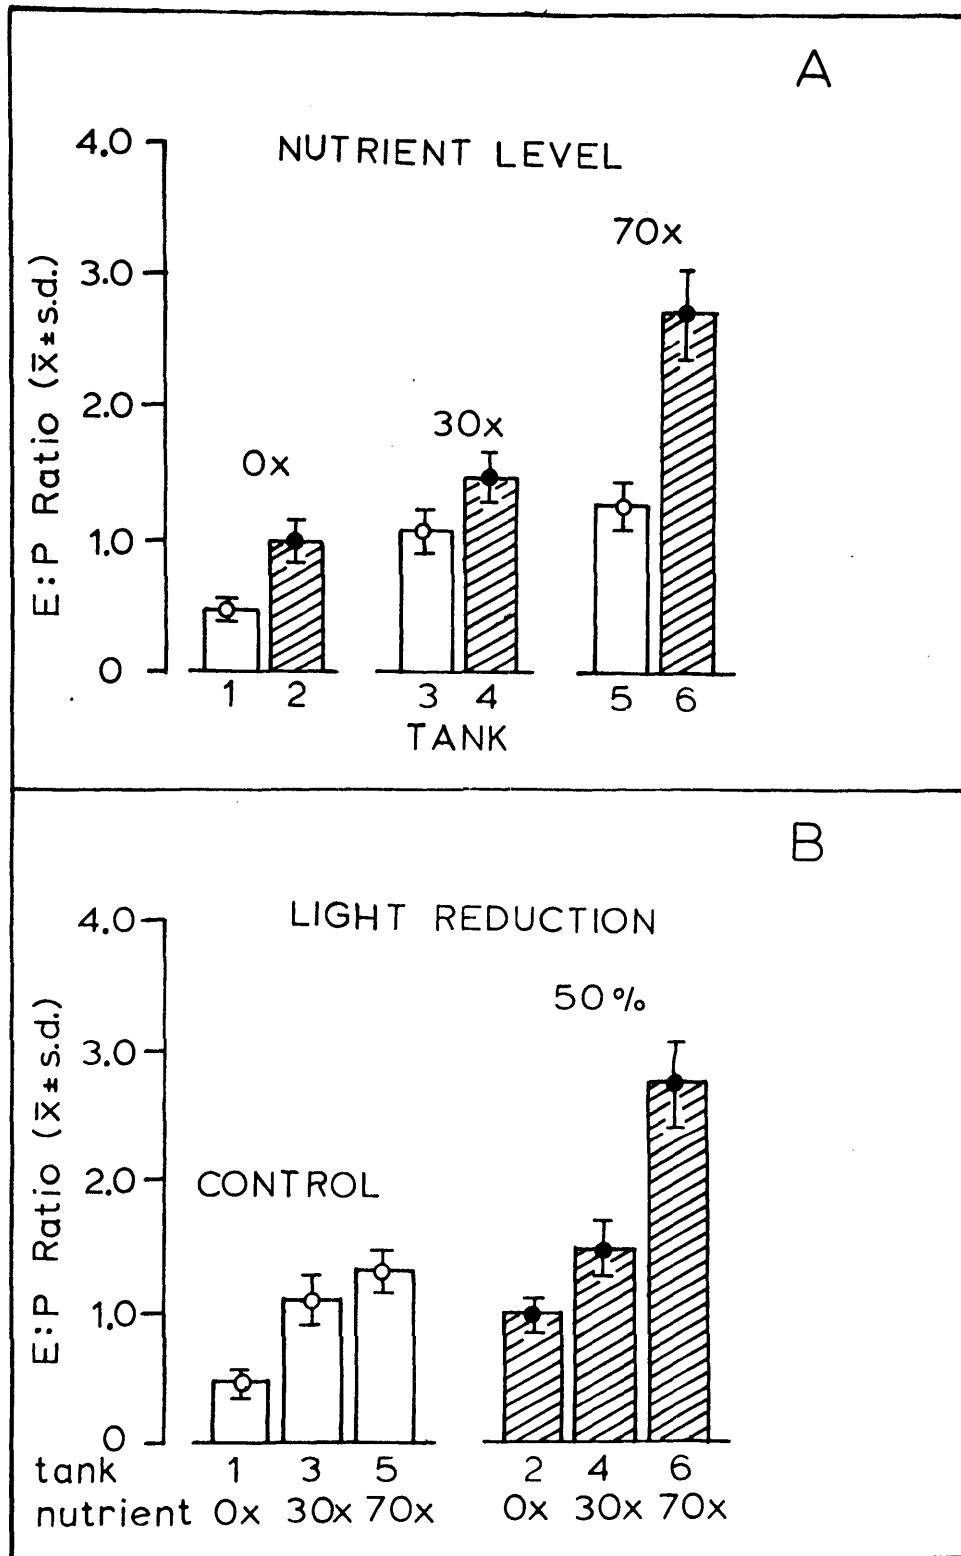 A
NUTRIENT LEVEL
4.0
3.0
2.0
1.0
0
E:P Ratio (x̄±s.d.)
0x
30x
70x
1 2 3 4 5 6
TANK
B
LIGHT REDUCTION
4.0
3.0
2.0
1.0
0
E:P Ratio (x̄±s.d.)
CONTROL
50%
tank 1 3 5 2 4 6
nutrient 0x 30x 70x 0x 30x 70x